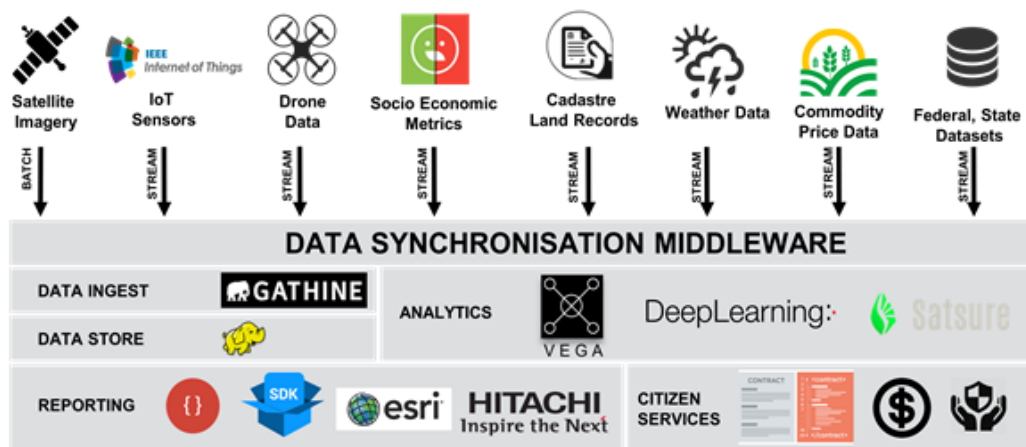 IEEE
Internet of Things
Satellite
Imagery
IoT
Sensors
Drone
Data
Socio Economic
Metrics
Cadastre
Land Records
Weather Data
Commodity
Price Data
Federal, State
Datasets
BATCH
STREAM
STREAM
STREAM
STREAM
STREAM
STREAM
STREAM
DATA SYNCHRONISATION MIDDLEWARE
DATA INGEST
GATHINE
DATA STORE
ANALYTICS
VEGA
DeepLearning:
Satsure
REPORTING
{}
SDK
esri
HITACHI
Inspire the Next
CITIZEN
SERVICES
CONTRACT
<contract>
</contract>
$